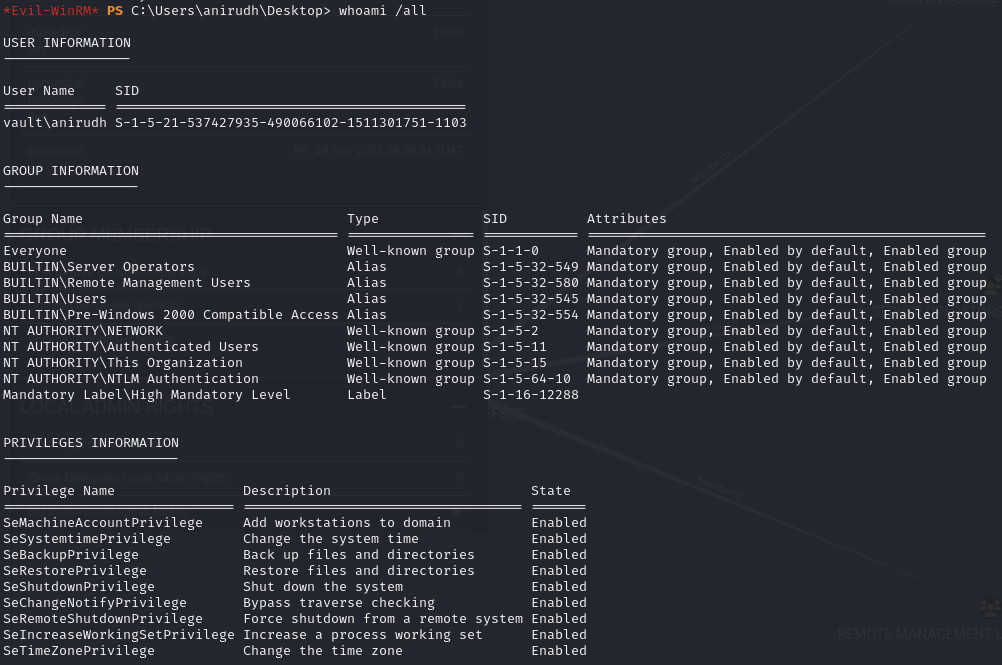 *Evil-WinRM* PS C:\Users\anirudh\Desktop> whoami /all
USER INFORMATION
----------------
User Name     SID
============= ============================================
vault\anirudh S-1-5-21-537427935-490066102-1511301751-1103
GROUP INFORMATION
-----------------
Group Name                                 Type             SID          Attributes
========================================== ================ ============ ==================================================
Everyone                                   Well-known group S-1-1-0      Mandatory group, Enabled by default, Enabled group
BUILTIN\Server Operators                   Alias            S-1-5-32-549 Mandatory group, Enabled by default, Enabled group
BUILTIN\Remote Management Users            Alias            S-1-5-32-580 Mandatory group, Enabled by default, Enabled group
BUILTIN\Users                              Alias            S-1-5-32-545 Mandatory group, Enabled by default, Enabled group
BUILTIN\Pre-Windows 2000 Compatible Access Alias            S-1-5-32-554 Mandatory group, Enabled by default, Enabled group
NT AUTHORITY\NETWORK                       Well-known group S-1-5-2      Mandatory group, Enabled by default, Enabled group
NT AUTHORITY\Authenticated Users           Well-known group S-1-5-11     Mandatory group, Enabled by default, Enabled group
NT AUTHORITY\This Organization             Well-known group S-1-5-15     Mandatory group, Enabled by default, Enabled group
NT AUTHORITY\NTLM Authentication           Well-known group S-1-5-64-10  Mandatory group, Enabled by default, Enabled group
Mandatory Label\High Mandatory Level       Label            S-1-16-12288
PRIVILEGES INFORMATION
----------------------
Privilege Name                Description                         State
============================= =================================== =======
SeMachineAccountPrivilege     Add workstations to domain          Enabled
SeSystemtimePrivilege         Change the system time              Enabled
SeBackupPrivilege             Back up files and directories       Enabled
SeRestorePrivilege            Restore files and directories       Enabled
SeShutdownPrivilege           Shut down the system                Enabled
SeChangeNotifyPrivilege       Bypass traverse checking            Enabled
SeRemoteShutdownPrivilege     Force shutdown from a remote system Enabled
SeIncreaseWorkingSetPrivilege Increase a process working set      Enabled
SeTimeZonePrivilege           Change the time zone                Enabled
LOCAL ADMIN RIGHTS
REMOTE MANAGEMENT